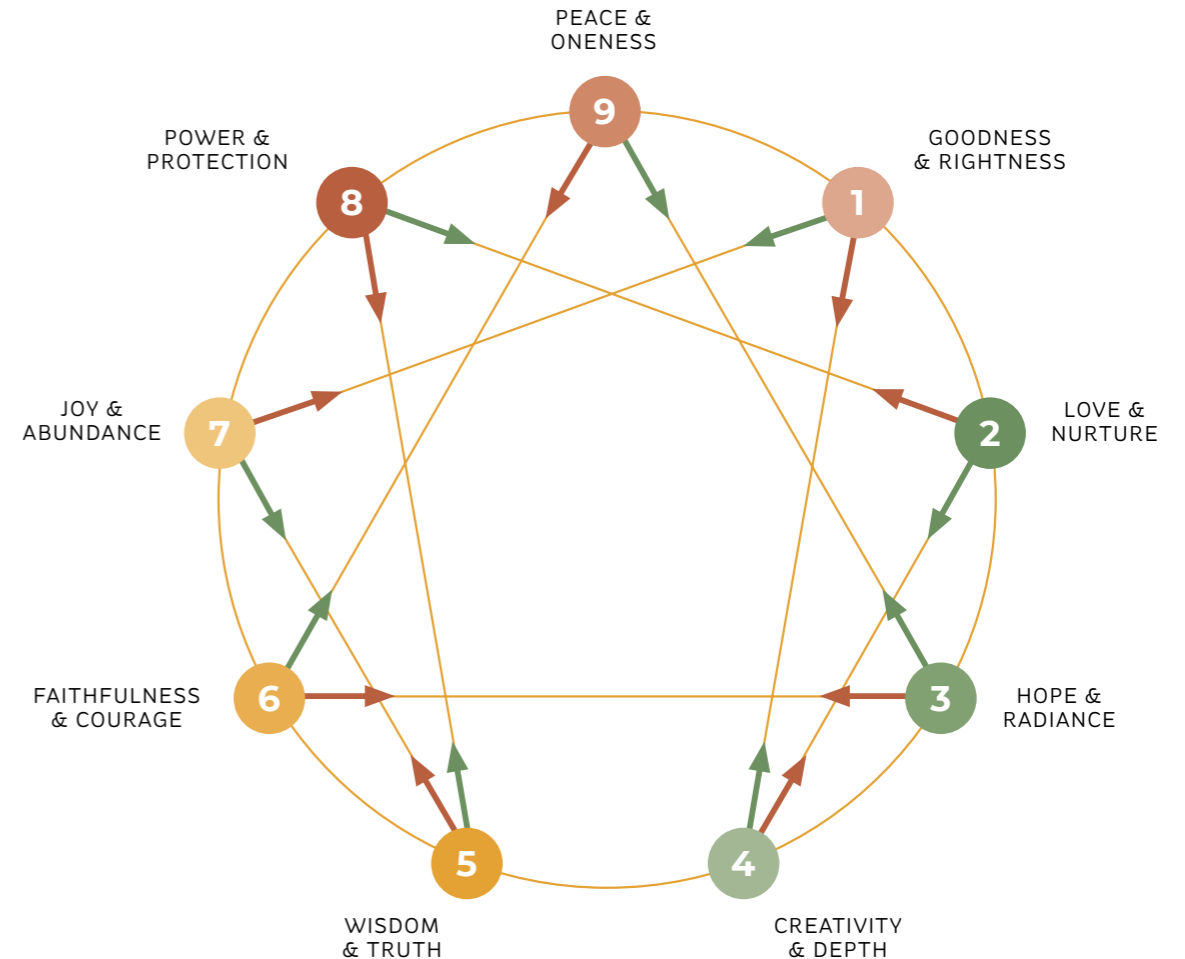 PEACE &
ONENESS
9
GOODNESS
& RIGHTNESS
1
LOVE &
NURTURE
2
HOPE &
RADIANCE
3
CREATIVITY
& DEPTH
4
WISDOM
& TRUTH
5
FAITHFULNESS
& COURAGE
6
JOY &
ABUNDANCE
7
POWER &
PROTECTION
8